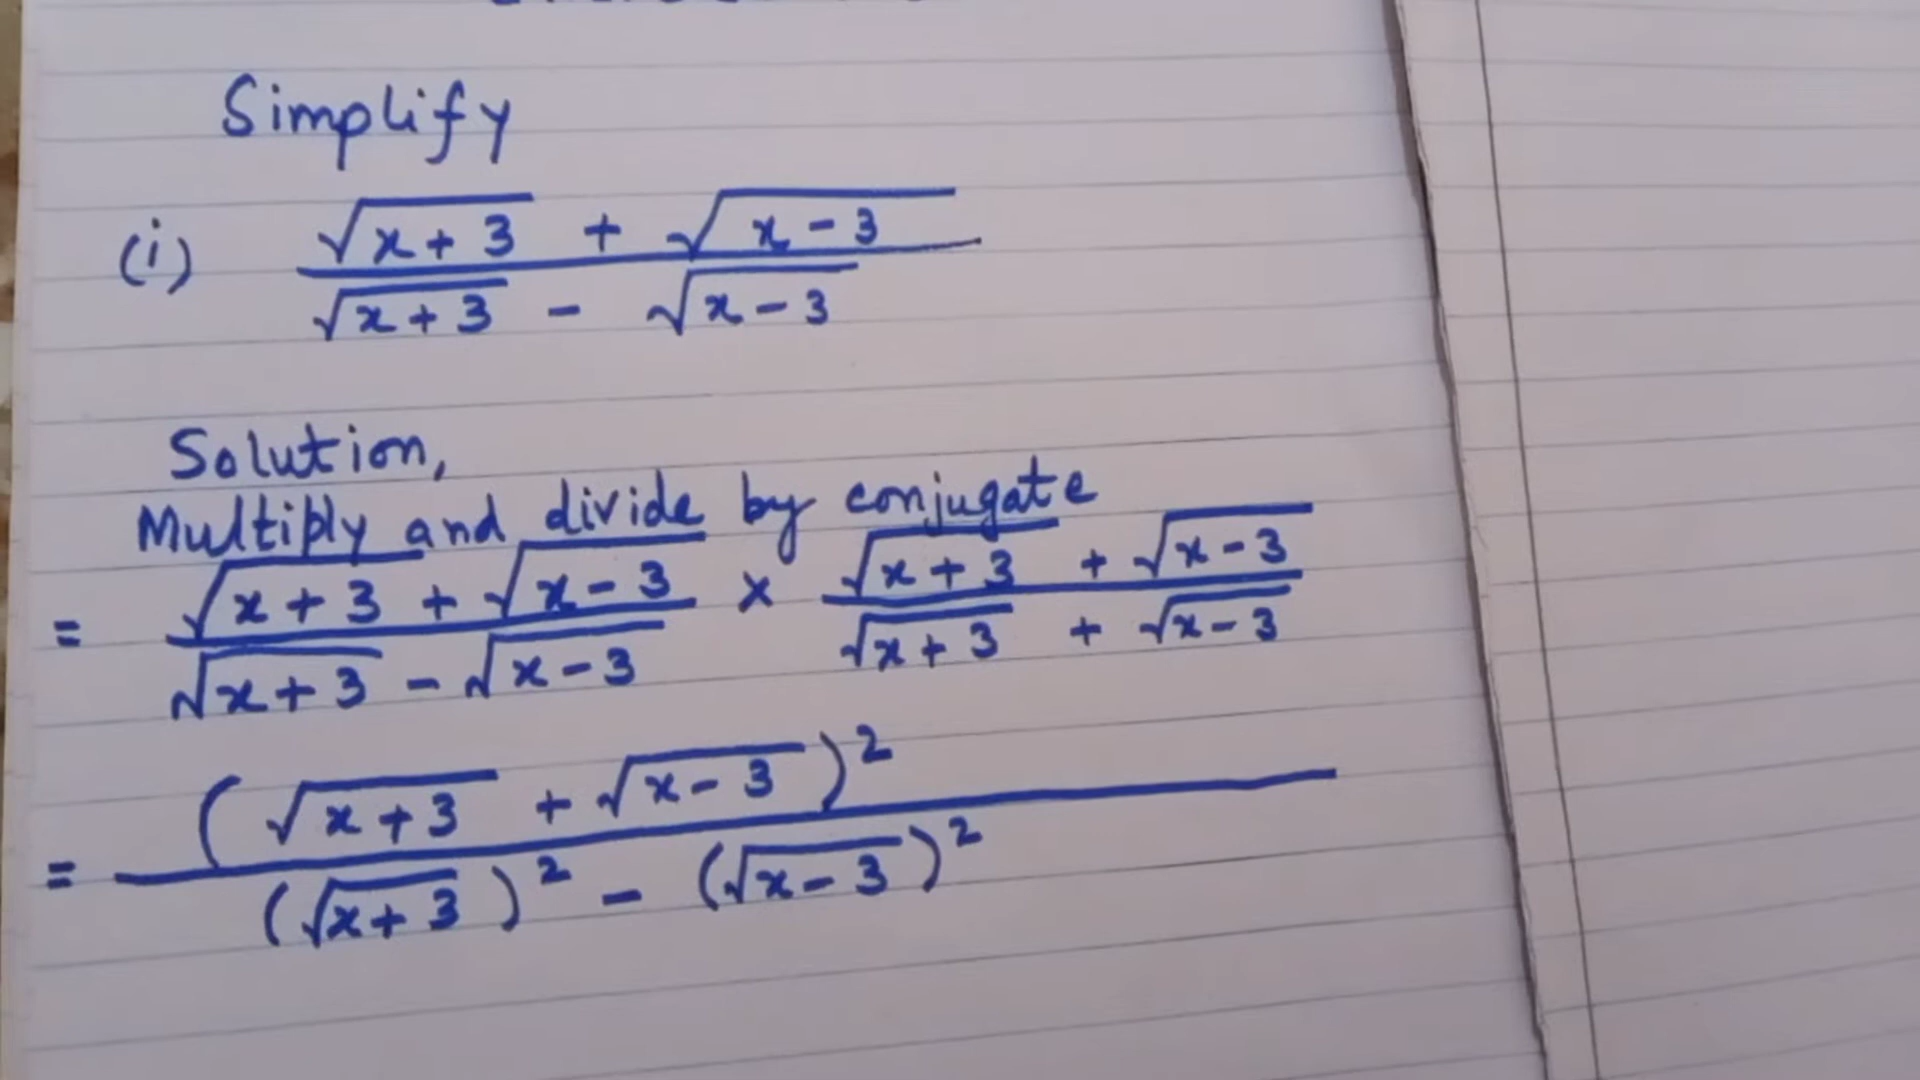 Simplify
(i) √(x+3) + √(x-3) / √(x+3) - √(x-3)
Solution,
Multiply and divide by conjugate
= √(x+3) + √(x-3) / √(x+3) - √(x-3) × √(x+3) + √(x-3) / √(x+3) + √(x-3)
= (√(x+3) + √(x-3))² / (√(x+3))² - (√(x-3))²